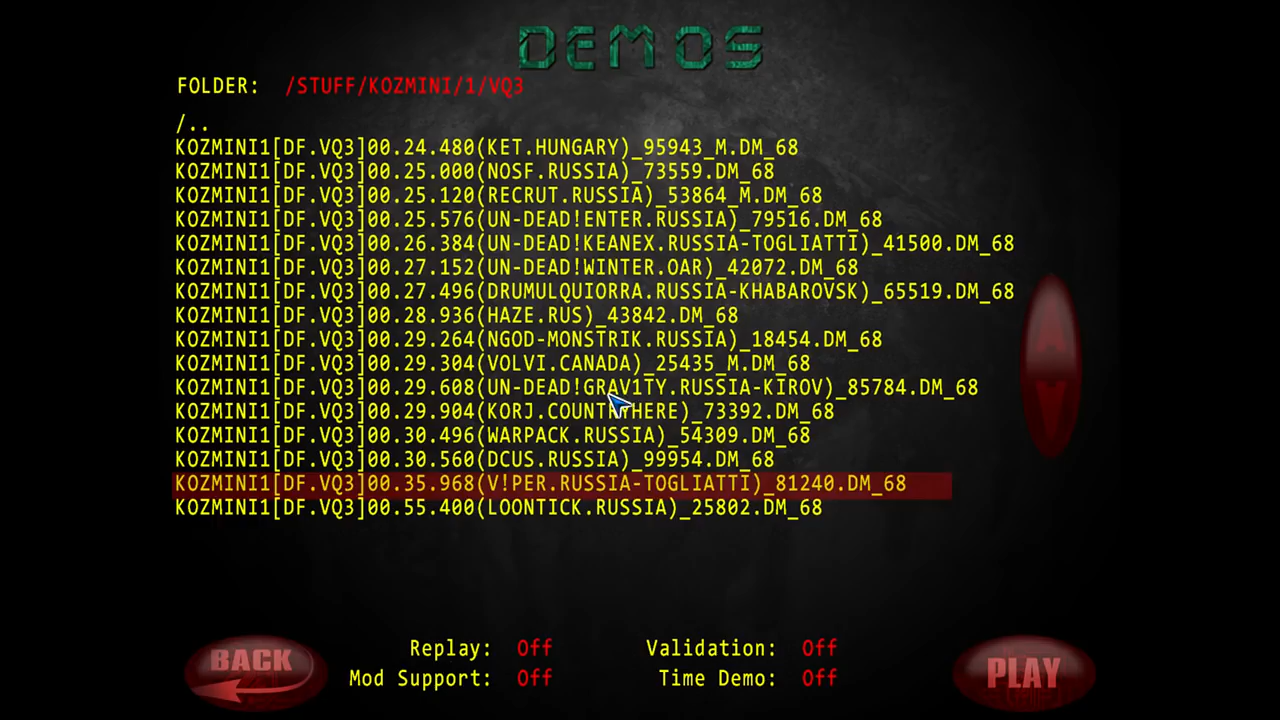 DEMOS
FOLDER: /STUFF/KOZMINI/1/VQ3
/..
KOZMINI1[DF.VQ3]00.24.480(KET.HUNGARY)_95943_M.DM_68
KOZMINI1[DF.VQ3]00.25.000(NOSF.RUSSIA)_73559.DM_68
KOZMINI1[DF.VQ3]00.25.120(RECRUT.RUSSIA)_53864_M.DM_68
KOZMINI1[DF.VQ3]00.25.576(UN-DEAD!ENTER.RUSSIA)_79516.DM_68
KOZMINI1[DF.VQ3]00.26.384(UN-DEAD!KEANEX.RUSSIA-TOGLIATTI)_41500.DM_68
KOZMINI1[DF.VQ3]00.27.152(UN-DEAD!WINTER.OAR)_42072.DM_68
KOZMINI1[DF.VQ3]00.27.496(DRUMULQUIORRA.RUSSIA-KHABAROVSK)_65519.DM_68
KOZMINI1[DF.VQ3]00.28.936(HAZE.RUS)_43842.DM_68
KOZMINI1[DF.VQ3]00.29.264(NGOD-MONSTRIK.RUSSIA)_18454.DM_68
KOZMINI1[DF.VQ3]00.29.304(VOLVI.CANADA)_25435_M.DM_68
KOZMINI1[DF.VQ3]00.29.608(UN-DEAD!GRAV1TY.RUSSIA-KIROV)_85784.DM_68
KOZMINI1[DF.VQ3]00.29.904(KORJ.COUNTRYHERE)_73392.DM_68
KOZMINI1[DF.VQ3]00.30.496(WARPACK.RUSSIA)_54309.DM_68
KOZMINI1[DF.VQ3]00.30.560(DCUS.RUSSIA)_99954.DM_68
KOZMINI1[DF.VQ3]00.35.968(V!PER.RUSSIA-TOGLIATTI)_81240.DM_68
KOZMINI1[DF.VQ3]00.55.400(LOONTICK.RUSSIA)_25802.DM_68
Replay: Off Validation: Off
Mod Support: Off Time Demo: Off
BACK
PLAY